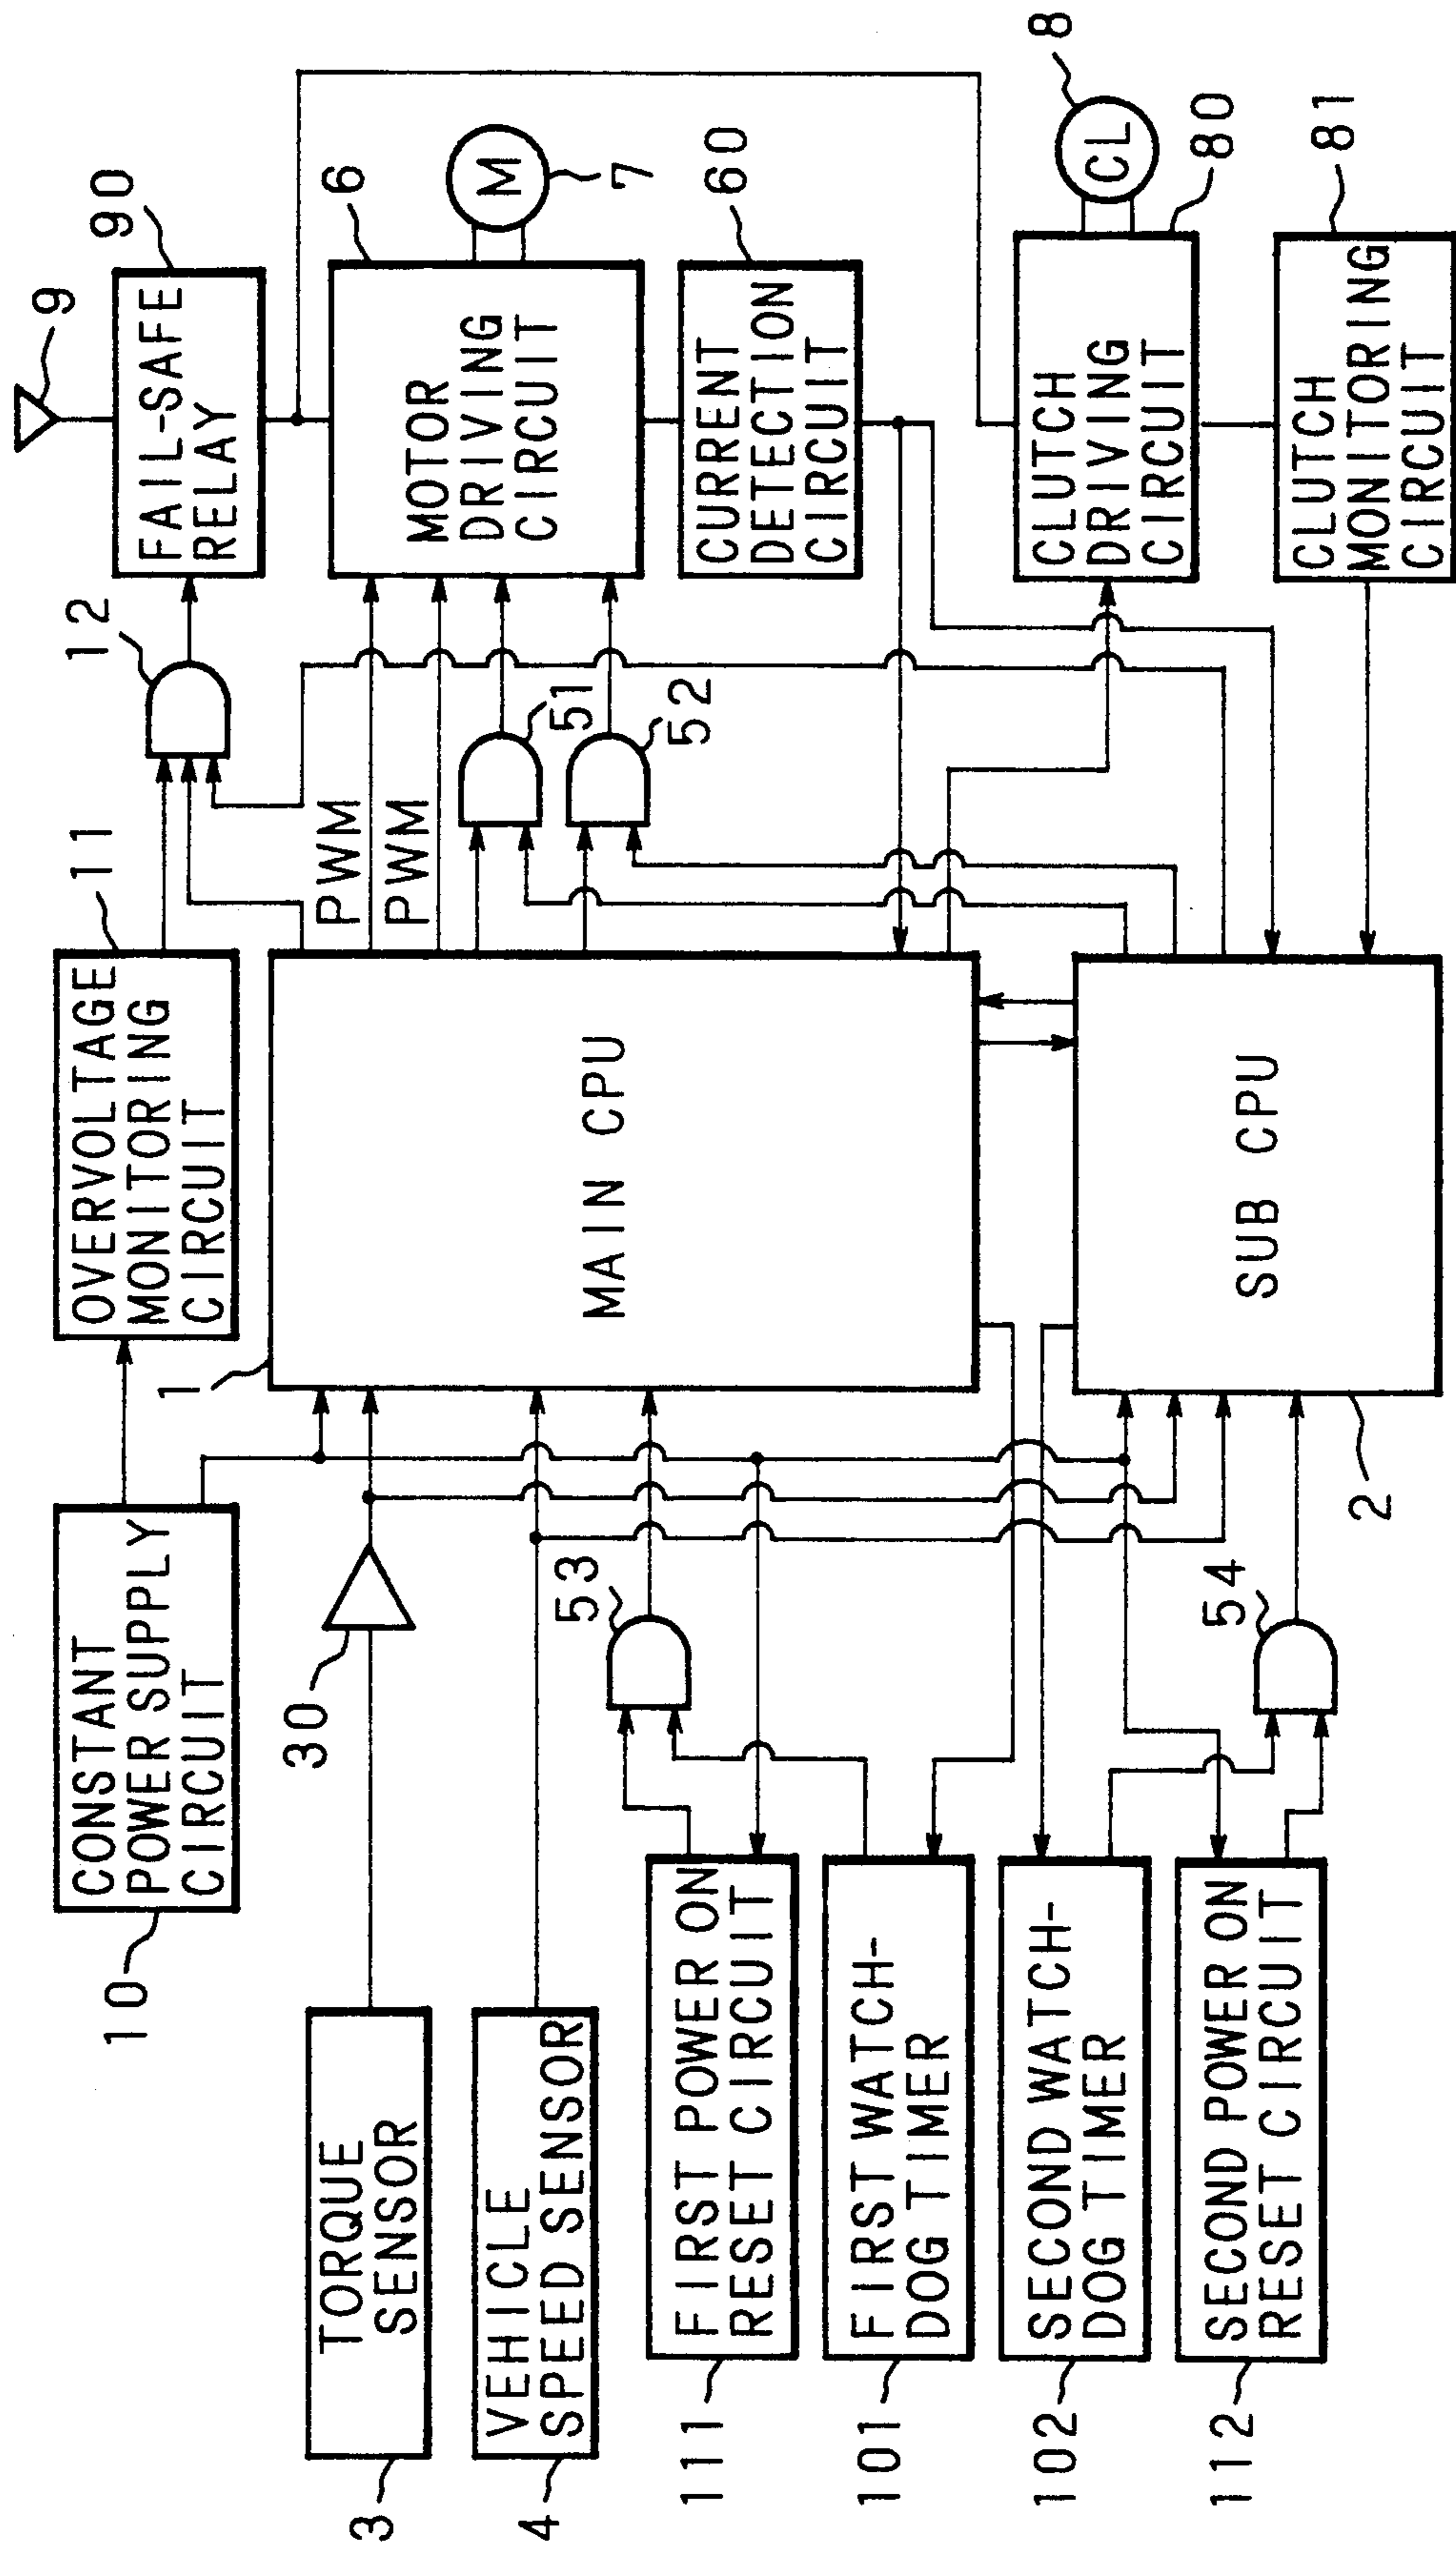 9
90
FAIL-SAFE
RELAY
12
11
OVERVOLTAGE
MONITORING
CIRCUIT
CONSTANT
POWER SUPPLY
CIRCUIT
10
6
MOTOR
DRIVING
CIRCUIT
M
7
PWM
PWM
51
52
60
CURRENT
DETECTION
CIRCUIT
1
MAIN CPU
30
TORQUE
SENSOR
3
VEHICLE
SPEED SENSOR
4
53
FIRST POWER ON
RESET CIRCUIT
111
FIRST WATCH-
DOG TIMER
101
8
CL
80
CLUTCH
DRIVING
CIRCUIT
81
CLUTCH
MONITORING
CIRCUIT
SUB CPU
2
54
SECOND WATCH-
DOG TIMER
102
SECOND POWER ON
RESET CIRCUIT
112